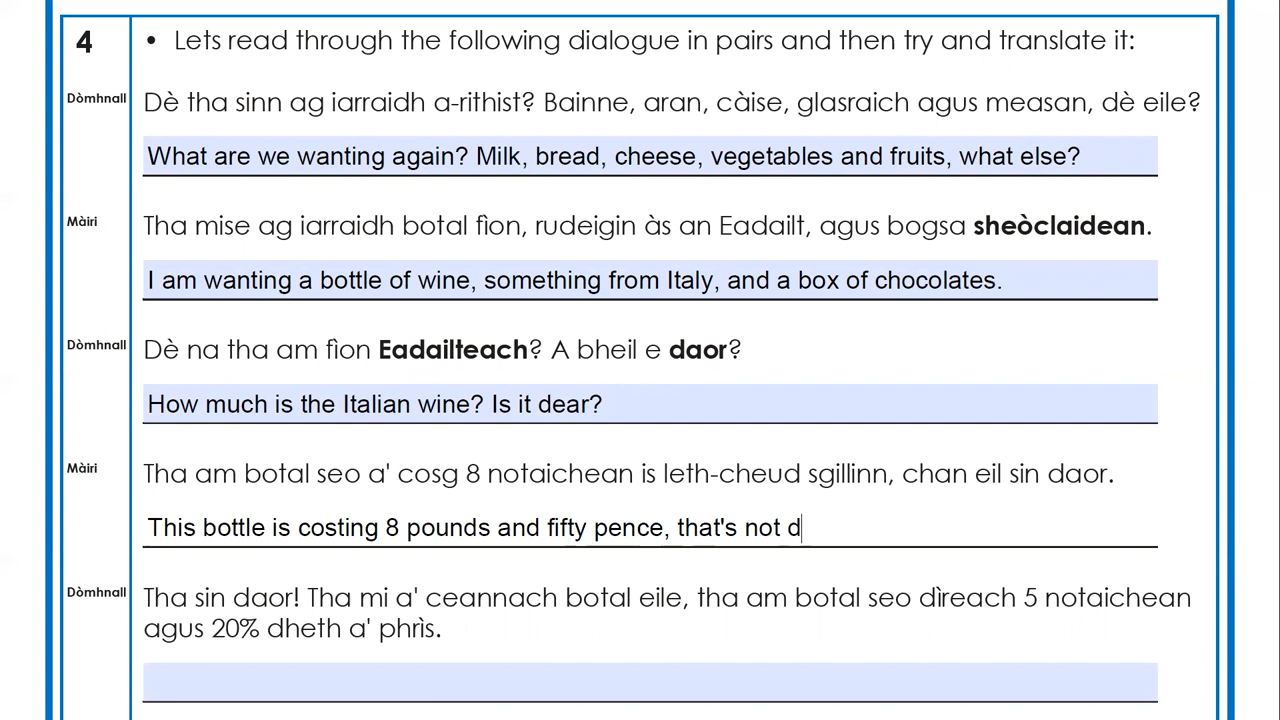 4
• Lets read through the following dialogue in pairs and then try and translate it:
Dòmhnall
Dè tha sinn ag iarraidh a-rithist? Bainne, aran, càise, glasraich agus measan, dè eile?
What are we wanting again? Milk, bread, cheese, vegetables and fruits, what else?
Màiri
Tha mise ag iarraidh botal fìon, rudeigin às an Eadailt, agus bogsa sheòclaidean.
I am wanting a bottle of wine, something from Italy, and a box of chocolates.
Dòmhnall
Dè na tha am fìon Eadailteach? A bheil e daor?
How much is the Italian wine? Is it dear?
Màiri
Tha am botal seo a' cosg 8 notaichean is leth-cheud sgillinn, chan eil sin daor.
This bottle is costing 8 pounds and fifty pence, that's not d
Dòmhnall
Tha sin daor! Tha mi a' ceannach botal eile, tha am botal seo dìreach 5 notaichean
agus 20% dheth a' phrìs.